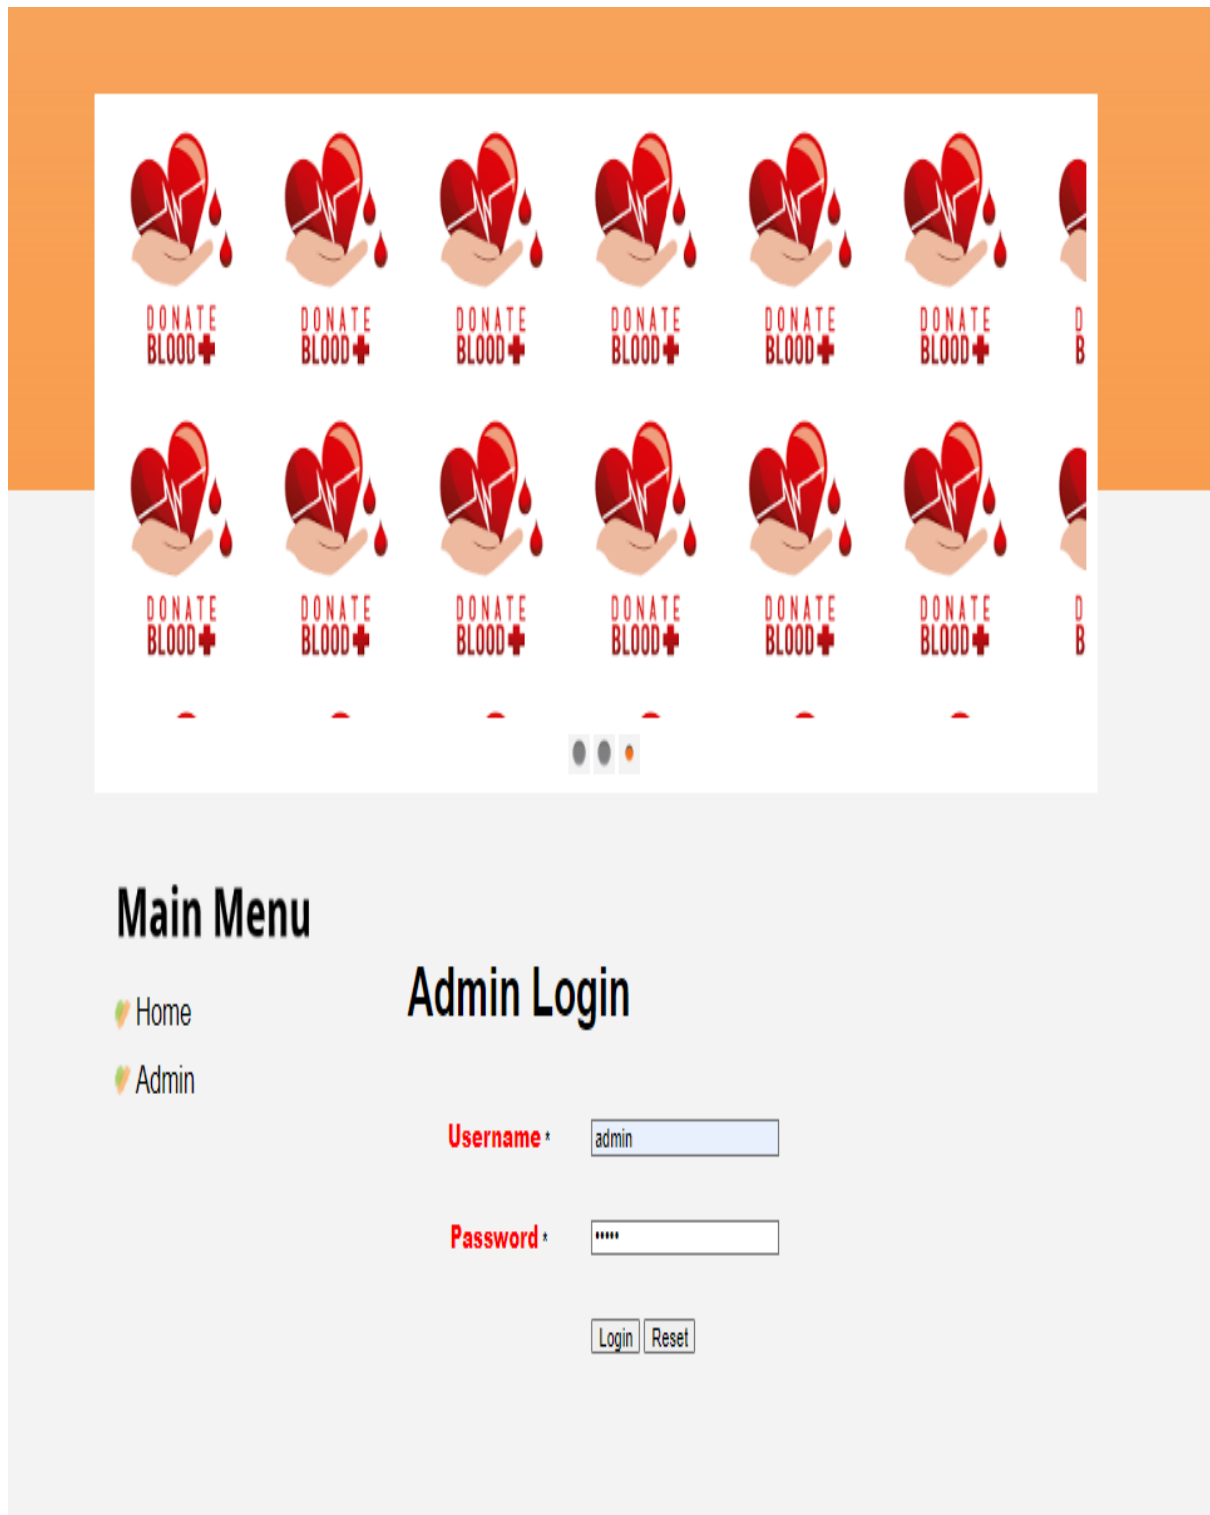 DONATE DONATE DONATE DONATE DONATE DONATE D
BLOOD BLOOD BLOOD BLOOD BLOOD BLOOD B
DONATE DONATE DONATE DONATE DONATE DONATE D
BLOOD BLOOD BLOOD BLOOD BLOOD BLOOD B
Main Menu
Home
Admin
Admin Login
Username * admin
Password * •••••
Login Reset